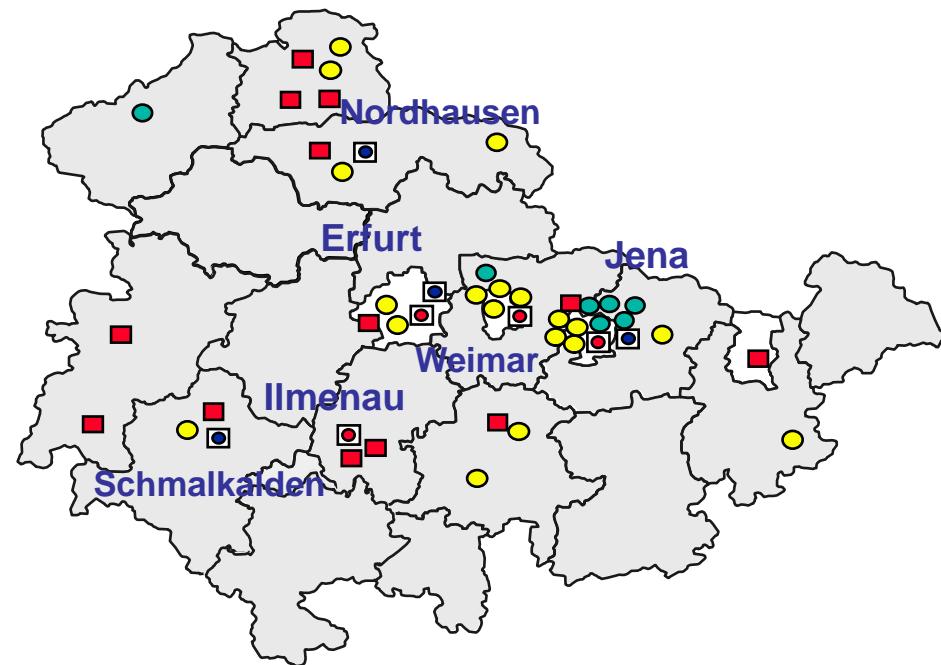 Nordhausen
Erfurt
Jena
Weimar
Ilmenau
Schmalkalden